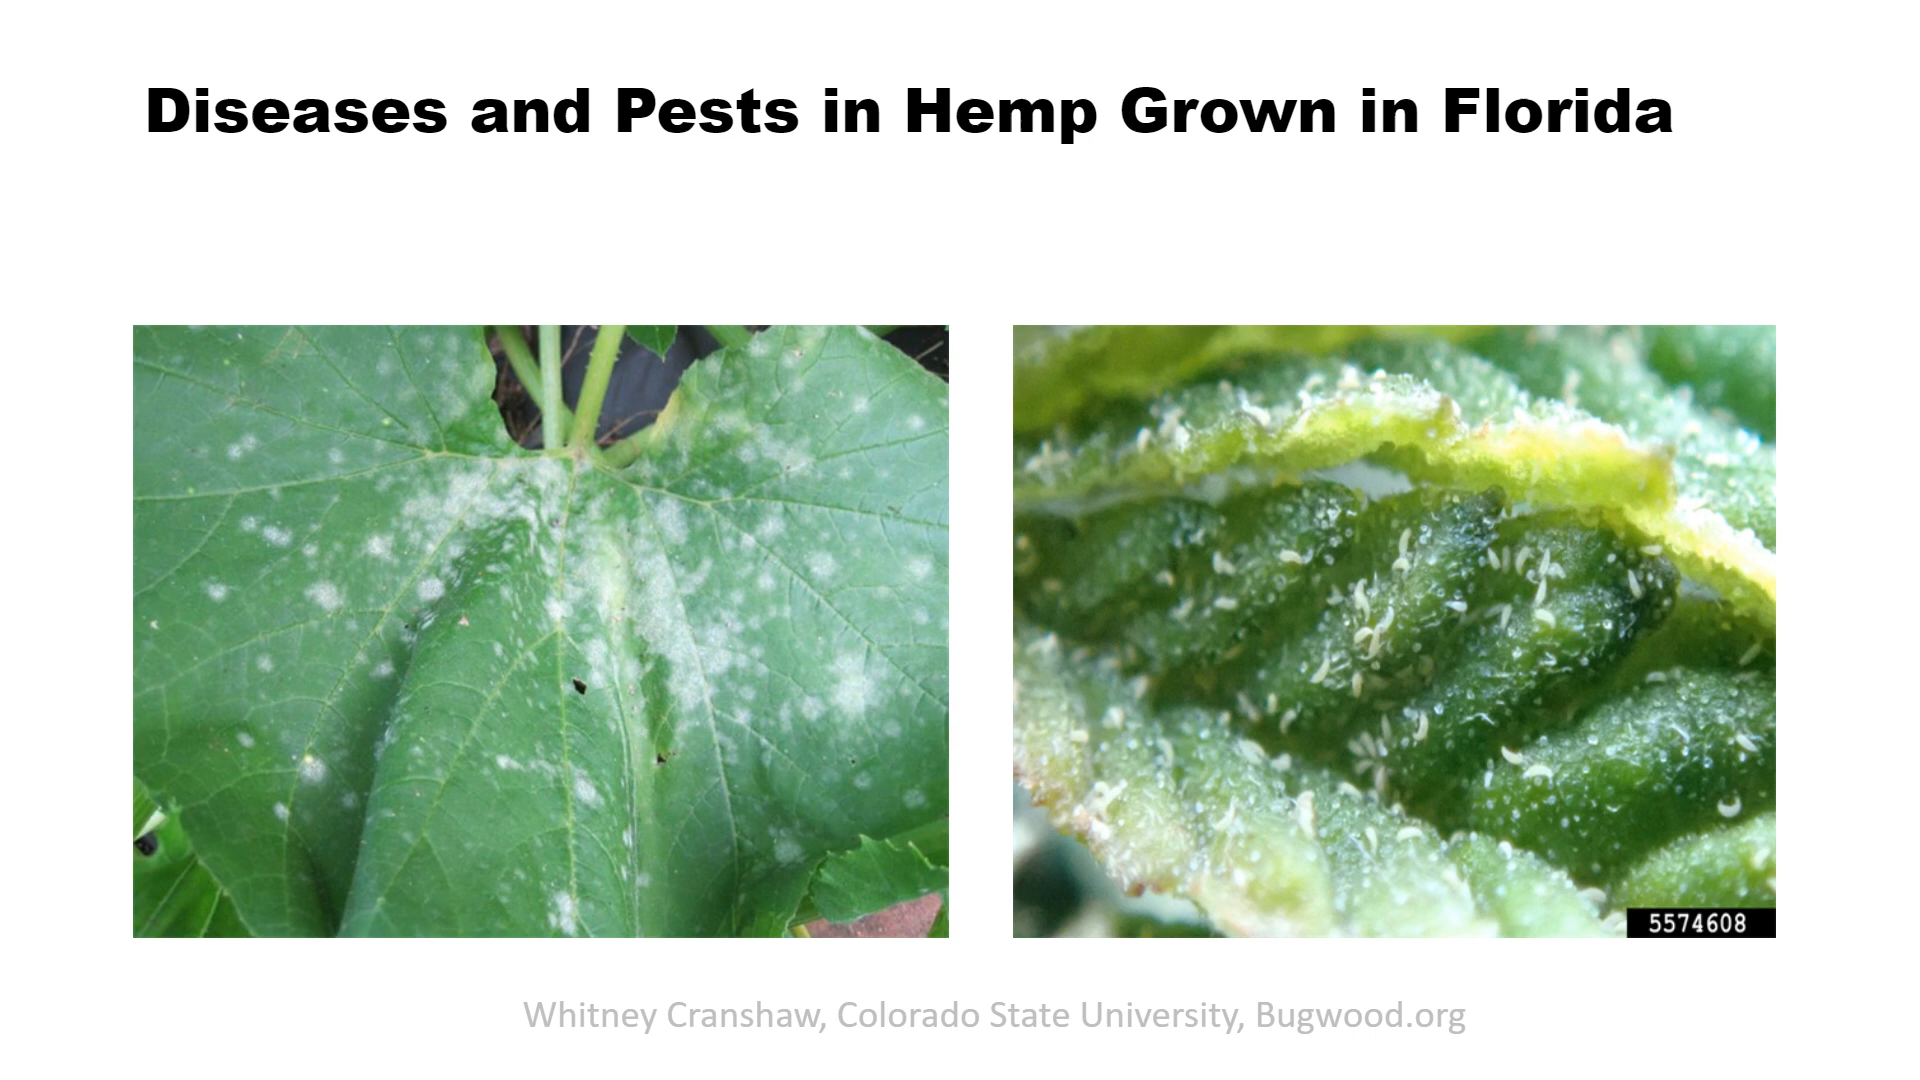 Diseases and Pests in Hemp Grown in Florida
5574608
Whitney Cranshaw, Colorado State University, Bugwood.org